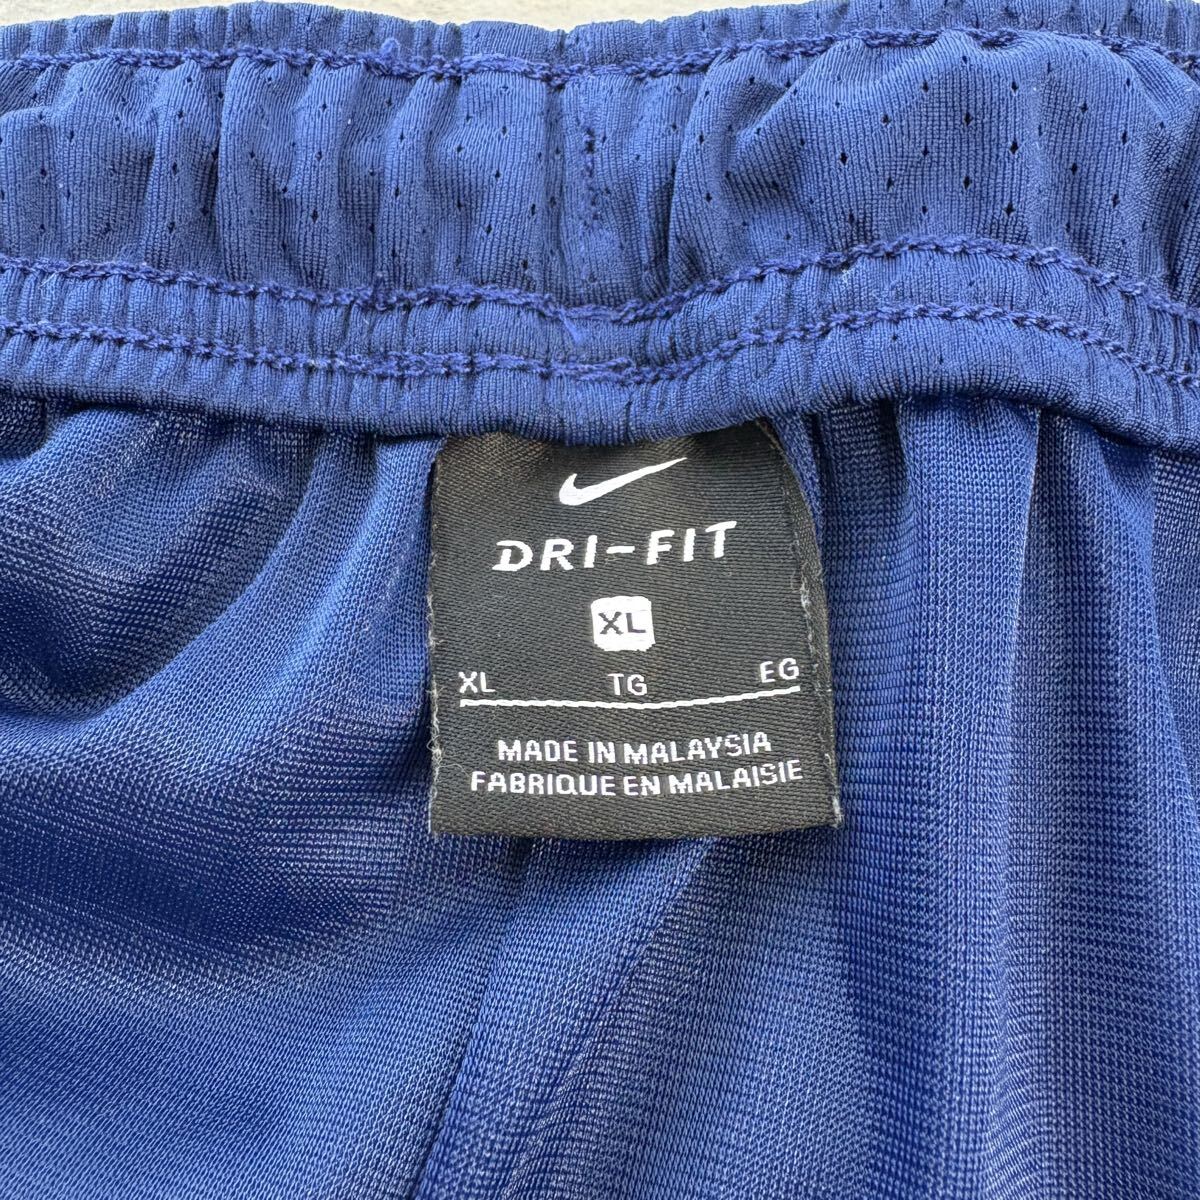 DRI-FIT
XL
XL TG EG
MADE IN MALAYSIA
FABRIQUE EN MALAISIE